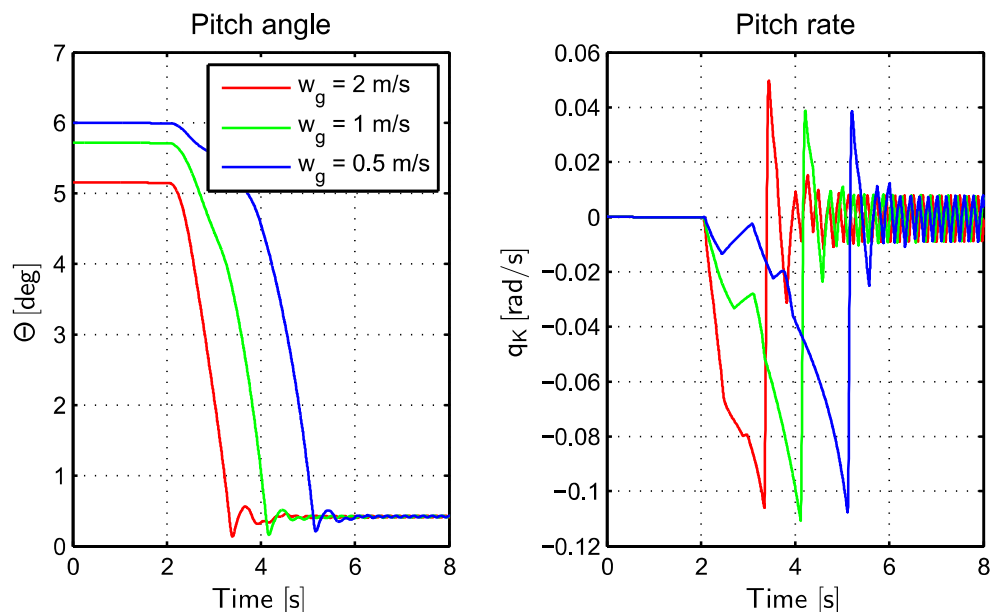 Pitch angle
7
6
5
4
3
2
1
0
Θ [deg]
w_g = 2 m/s
w_g = 1 m/s
w_g = 0.5 m/s
0 2 4 6 8
Time [s]
Pitch rate
0.06
0.04
0.02
0
−0.02
−0.04
−0.06
−0.08
−0.1
−0.12
q_K [rad/s]
0 2 4 6 8
Time [s]